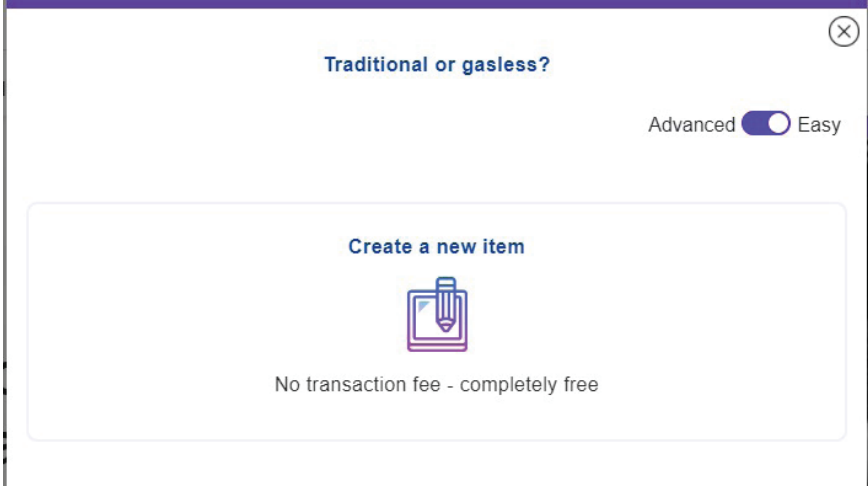 Traditional or gasless?
Advanced Easy
Create a new item
No transaction fee - completely free